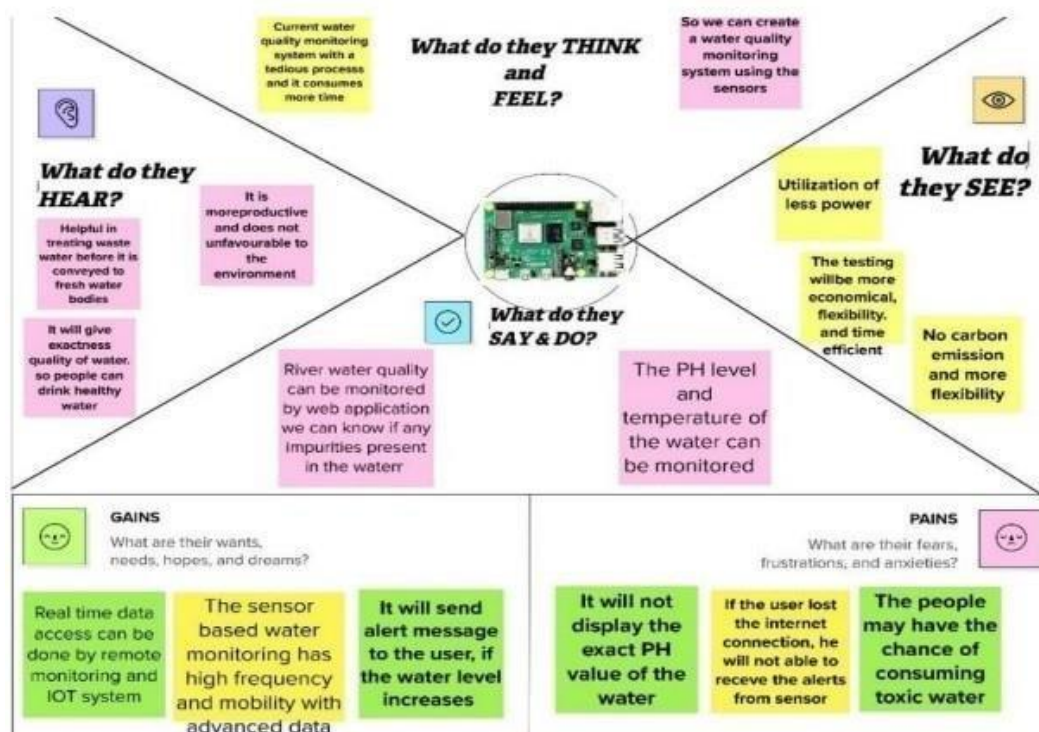 Current water
quality monitoring
system with a
tedious processs
and it consumes
more time
What do they THINK
and
FEEL?
So we can create
a water quality
monitoring
system using the
sensors
What do they
HEAR?
Helpful in
treating waste
water before it is
conveyed to
fresh water
bodies
It is
moreproductive
and does not
unfavourable to
the
environment
It will give
exactness
quality of water.
so people can
drink healthy
water
What do
they SEE?
Utilization of
less power
The testing
willbe more
economical,
flexibility.
and time
efficient
No carbon
emission
and more
flexibility
What do they
SAY & DO?
River water quality
can be monitored
by web application
we can know if any
impurities present
in the waterr
The PH level
and
temperature of
the water can
be monitored
GAINS
What are their wants,
needs, hopes, and dreams?
Real time data
access can be
done by remote
monitoring and
IOT system
The sensor
based water
monitoring has
high frequency
and mobility with
advanced data
It will send
alert message
to the user, if
the water level
increases
PAINS
What are their fears,
frustrations, and anxieties?
It will not
display the
exact PH
value of the
water
If the user lost
the internet
connection, he
will not able to
receve the alerts
from sensor
The people
may have the
chance of
consuming
toxic water